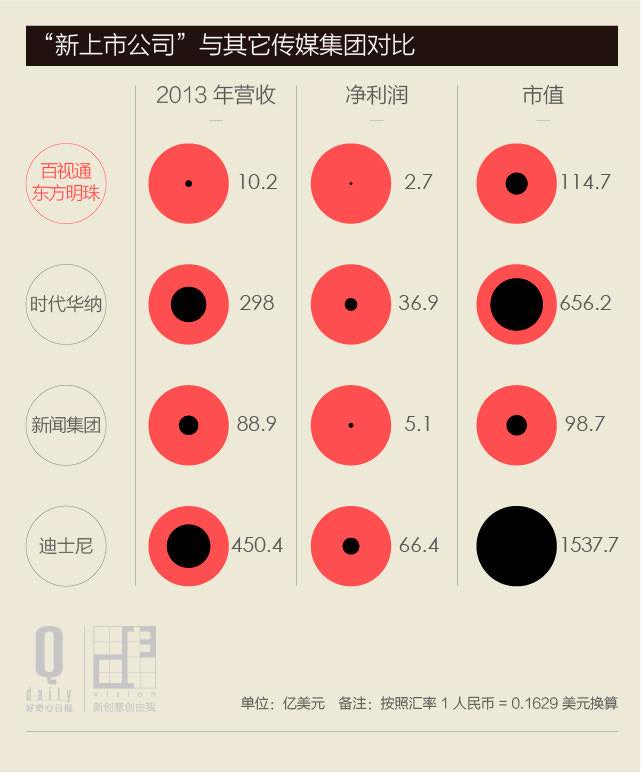 “新上市公司”与其它传媒集团对比
2013 年营收 净利润 市值
百视通
东方明珠
10.2 2.7 114.7
时代华纳 298 36.9 656.2
新闻集团 88.9 5.1 98.7
迪士尼 450.4 66.4 1537.7
Q
daily
好奇心日报
vision
新创意创由我
单位：亿美元 备注：按照汇率 1 人民币 = 0.1629 美元换算